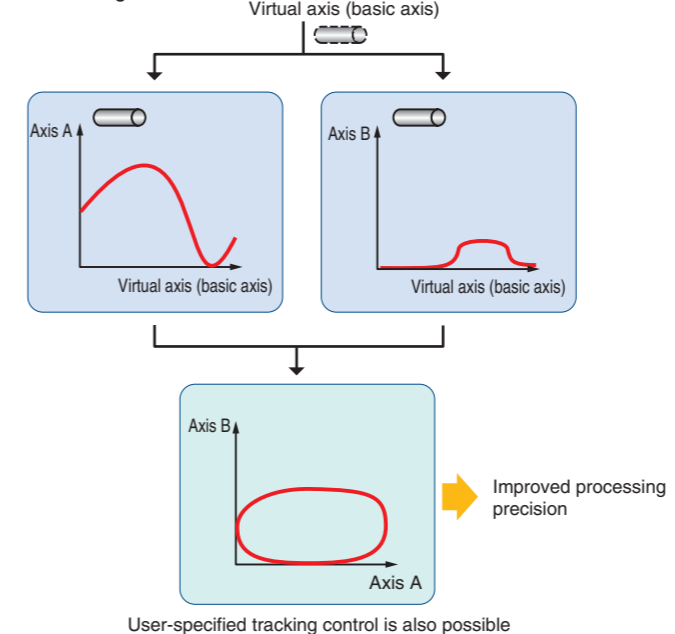 Virtual axis (basic axis)
Axis A
Virtual axis (basic axis)
Axis B
Virtual axis (basic axis)
Axis B
Axis A
Improved processing
precision
User-specified tracking control is also possible